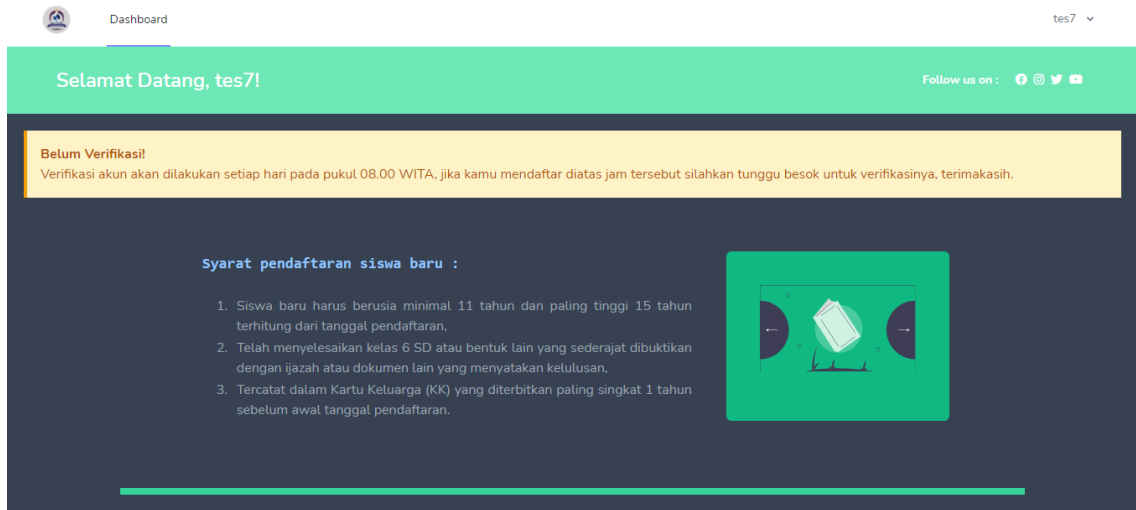 Dashboard
tes7
Selamat Datang, tes7!
Follow us on :
Belum Verifikasi!
Verifikasi akun akan dilakukan setiap hari pada pukul 08.00 WITA, jika kamu mendaftar diatas jam tersebut silahkan tunggu besok untuk verifikasinya, terimakasih.
Syarat pendaftaran siswa baru :
1. Siswa baru harus berusia minimal 11 tahun dan paling tinggi 15 tahun
terhitung dari tanggal pendaftaran,
2. Telah menyelesaikan kelas 6 SD atau bentuk lain yang sederajat dibuktikan
dengan ijazah atau dokumen lain yang menyatakan kelulusan,
3. Tercatat dalam Kartu Keluarga (KK) yang diterbitkan paling singkat 1 tahun
sebelum awal tanggal pendaftaran.